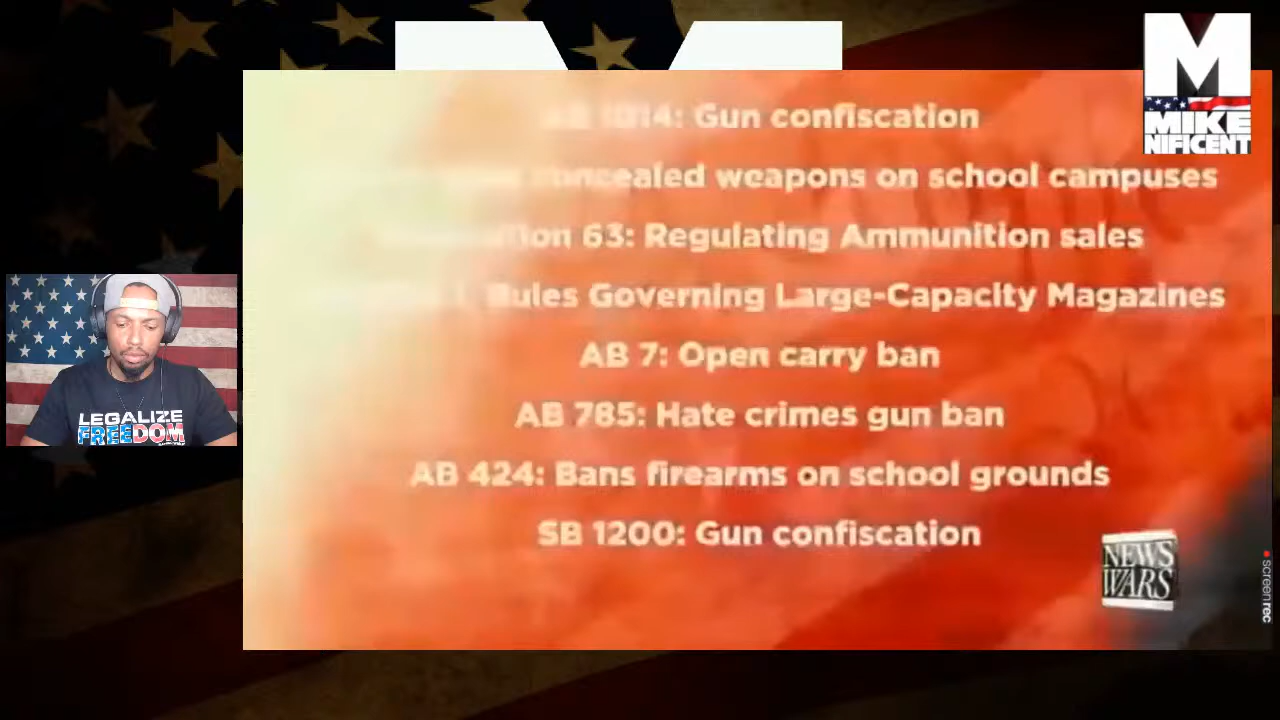 1014: Gun confiscation
concealed weapons on school campuses
63: Regulating Ammunition sales
Rules Governing Large-Capacity Magazines
AB 7: Open carry ban
AB 785: Hate crimes gun ban
AB 424: Bans firearms on school grounds
SB 1200: Gun confiscation
M
MIKE
NIFICENT
LEGALIZE
FREEDOM
NEWS
WARS
screenrec